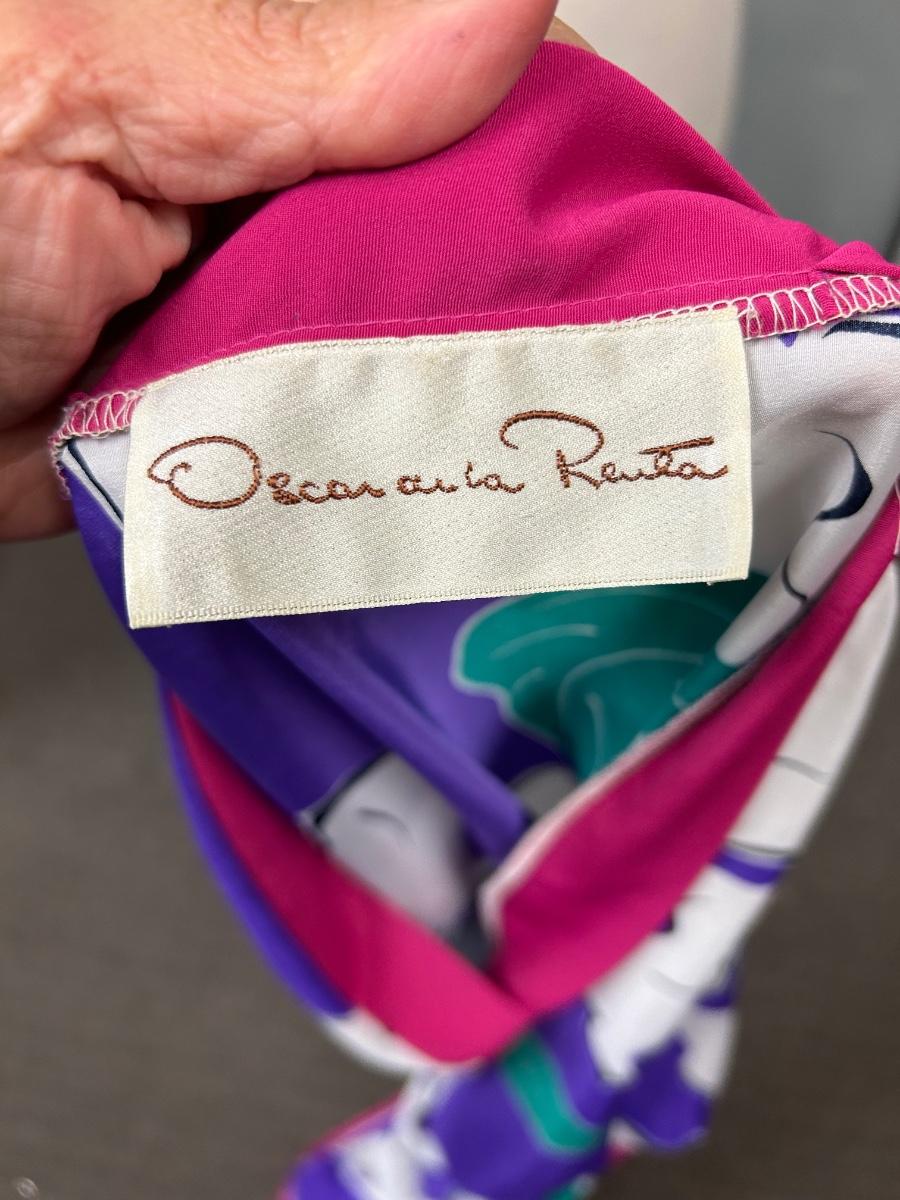 Oscar de la Renta